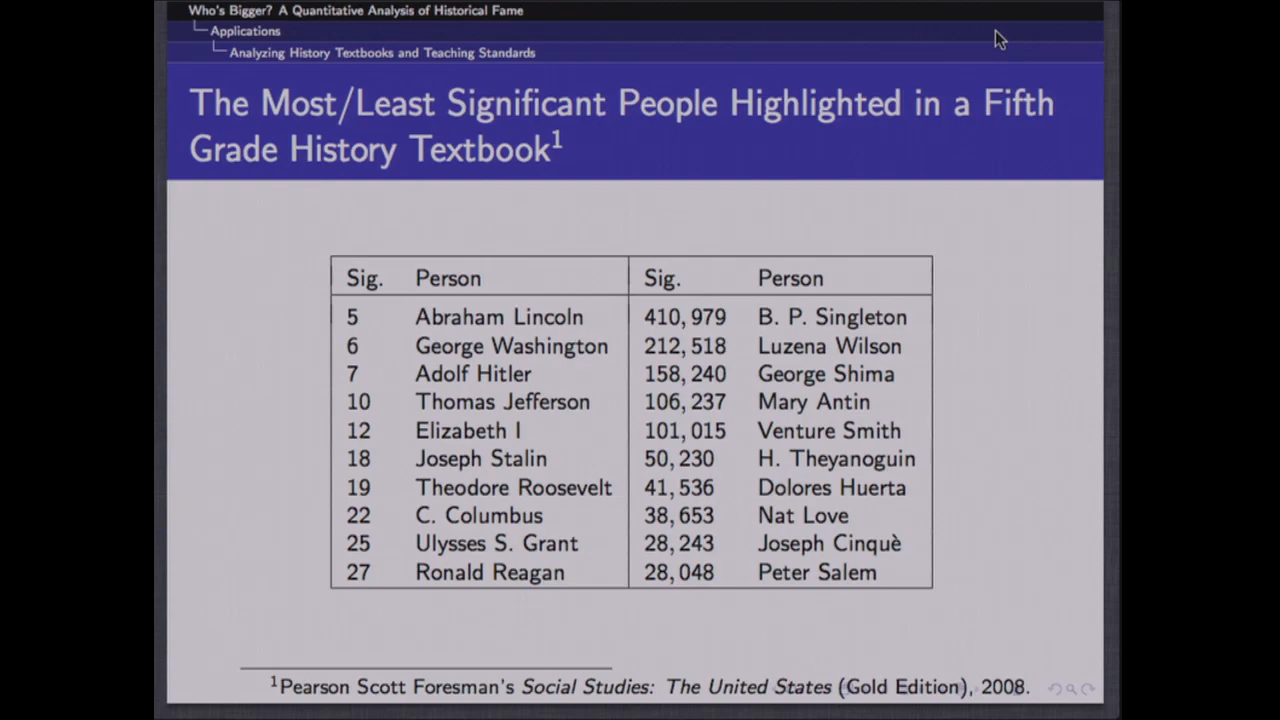 Who's Bigger? A Quantitative Analysis of Historical Fame
Applications
Analyzing History Textbooks and Teaching Standards
The Most/Least Significant People Highlighted in a Fifth
Grade History Textbook¹
Sig. Person Sig. Person
5 Abraham Lincoln 410,979 B. P. Singleton
6 George Washington 212,518 Luzena Wilson
7 Adolf Hitler 158,240 George Shima
10 Thomas Jefferson 106,237 Mary Antin
12 Elizabeth I 101,015 Venture Smith
18 Joseph Stalin 50,230 H. Theyanoguin
19 Theodore Roosevelt 41,536 Dolores Huerta
22 C. Columbus 38,653 Nat Love
25 Ulysses S. Grant 28,243 Joseph Cinquè
27 Ronald Reagan 28,048 Peter Salem
¹Pearson Scott Foresman's Social Studies: The United States (Gold Edition), 2008.